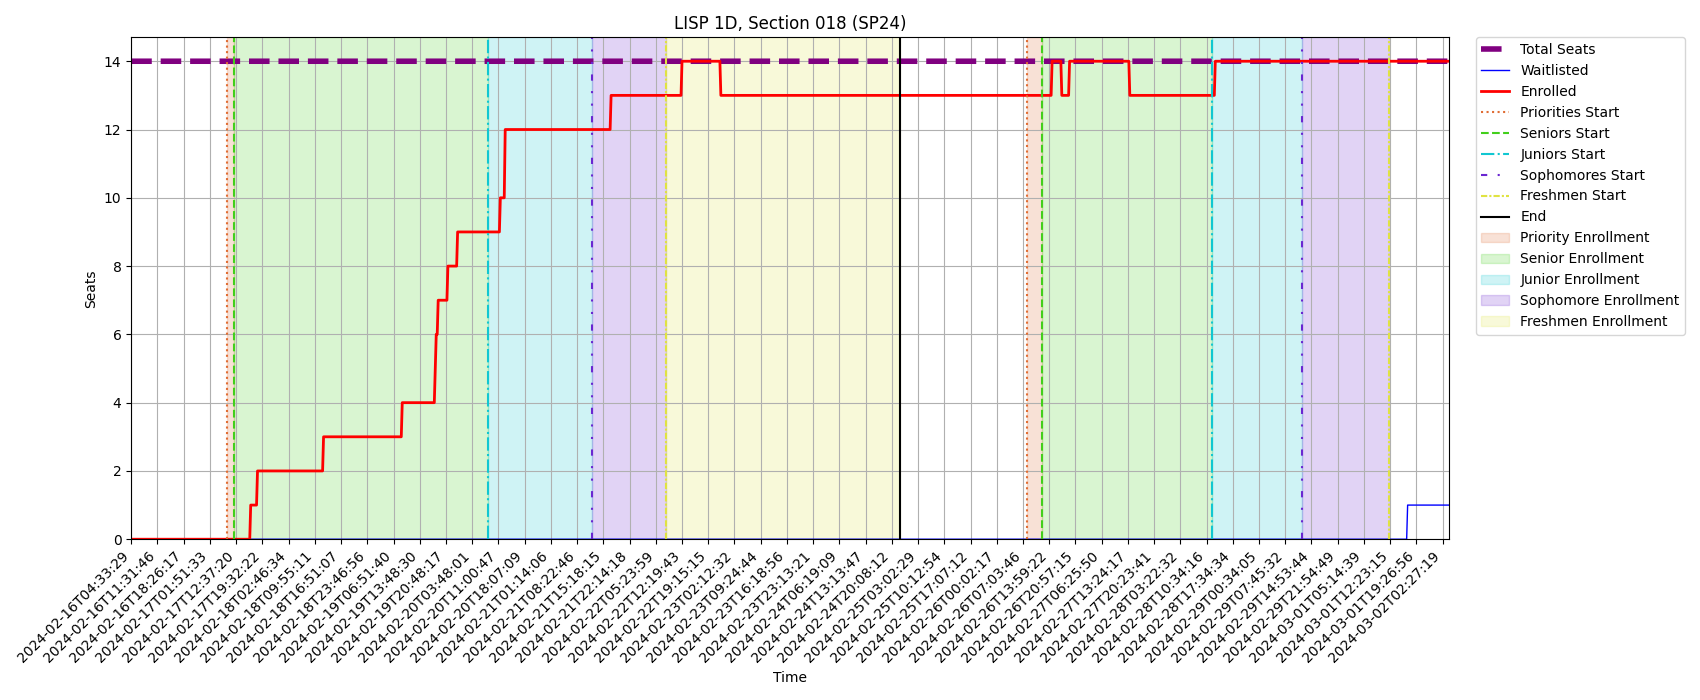 LISP 1D, Section 018 (SP24)
Seats
14
12
10
8
6
4
2
0
2024-02-16T04:33:29
2024-02-16T11:31:46
2024-02-16T18:26:17
2024-02-17T01:51:33
2024-02-17T12:37:20
2024-02-17T19:32:22
2024-02-18T02:46:34
2024-02-18T09:55:11
2024-02-18T16:51:07
2024-02-18T23:46:56
2024-02-19T06:51:40
2024-02-19T13:48:30
2024-02-19T20:48:17
2024-02-20T03:48:01
2024-02-20T11:00:47
2024-02-20T18:07:09
2024-02-21T01:14:06
2024-02-21T08:22:46
2024-02-21T15:18:15
2024-02-21T22:14:18
2024-02-22T05:23:59
2024-02-22T12:19:43
2024-02-22T19:15:15
2024-02-23T02:12:32
2024-02-23T09:24:44
2024-02-23T16:18:56
2024-02-23T23:13:21
2024-02-24T06:19:09
2024-02-24T13:13:47
2024-02-24T20:08:12
2024-02-25T03:02:29
2024-02-25T10:12:54
2024-02-25T17:07:12
2024-02-26T00:02:17
2024-02-26T07:03:46
2024-02-26T13:59:22
2024-02-26T20:57:15
2024-02-27T06:25:50
2024-02-27T13:24:17
2024-02-27T20:23:41
2024-02-28T03:22:32
2024-02-28T10:34:16
2024-02-28T17:34:34
2024-02-29T00:34:05
2024-02-29T07:45:32
2024-02-29T14:53:44
2024-02-29T21:54:49
2024-03-01T05:14:39
2024-03-01T12:23:15
2024-03-01T19:26:56
2024-03-02T02:27:19
Time
Total Seats
Waitlisted
Enrolled
Priorities Start
Seniors Start
Juniors Start
Sophomores Start
Freshmen Start
End
Priority Enrollment
Senior Enrollment
Junior Enrollment
Sophomore Enrollment
Freshmen Enrollment